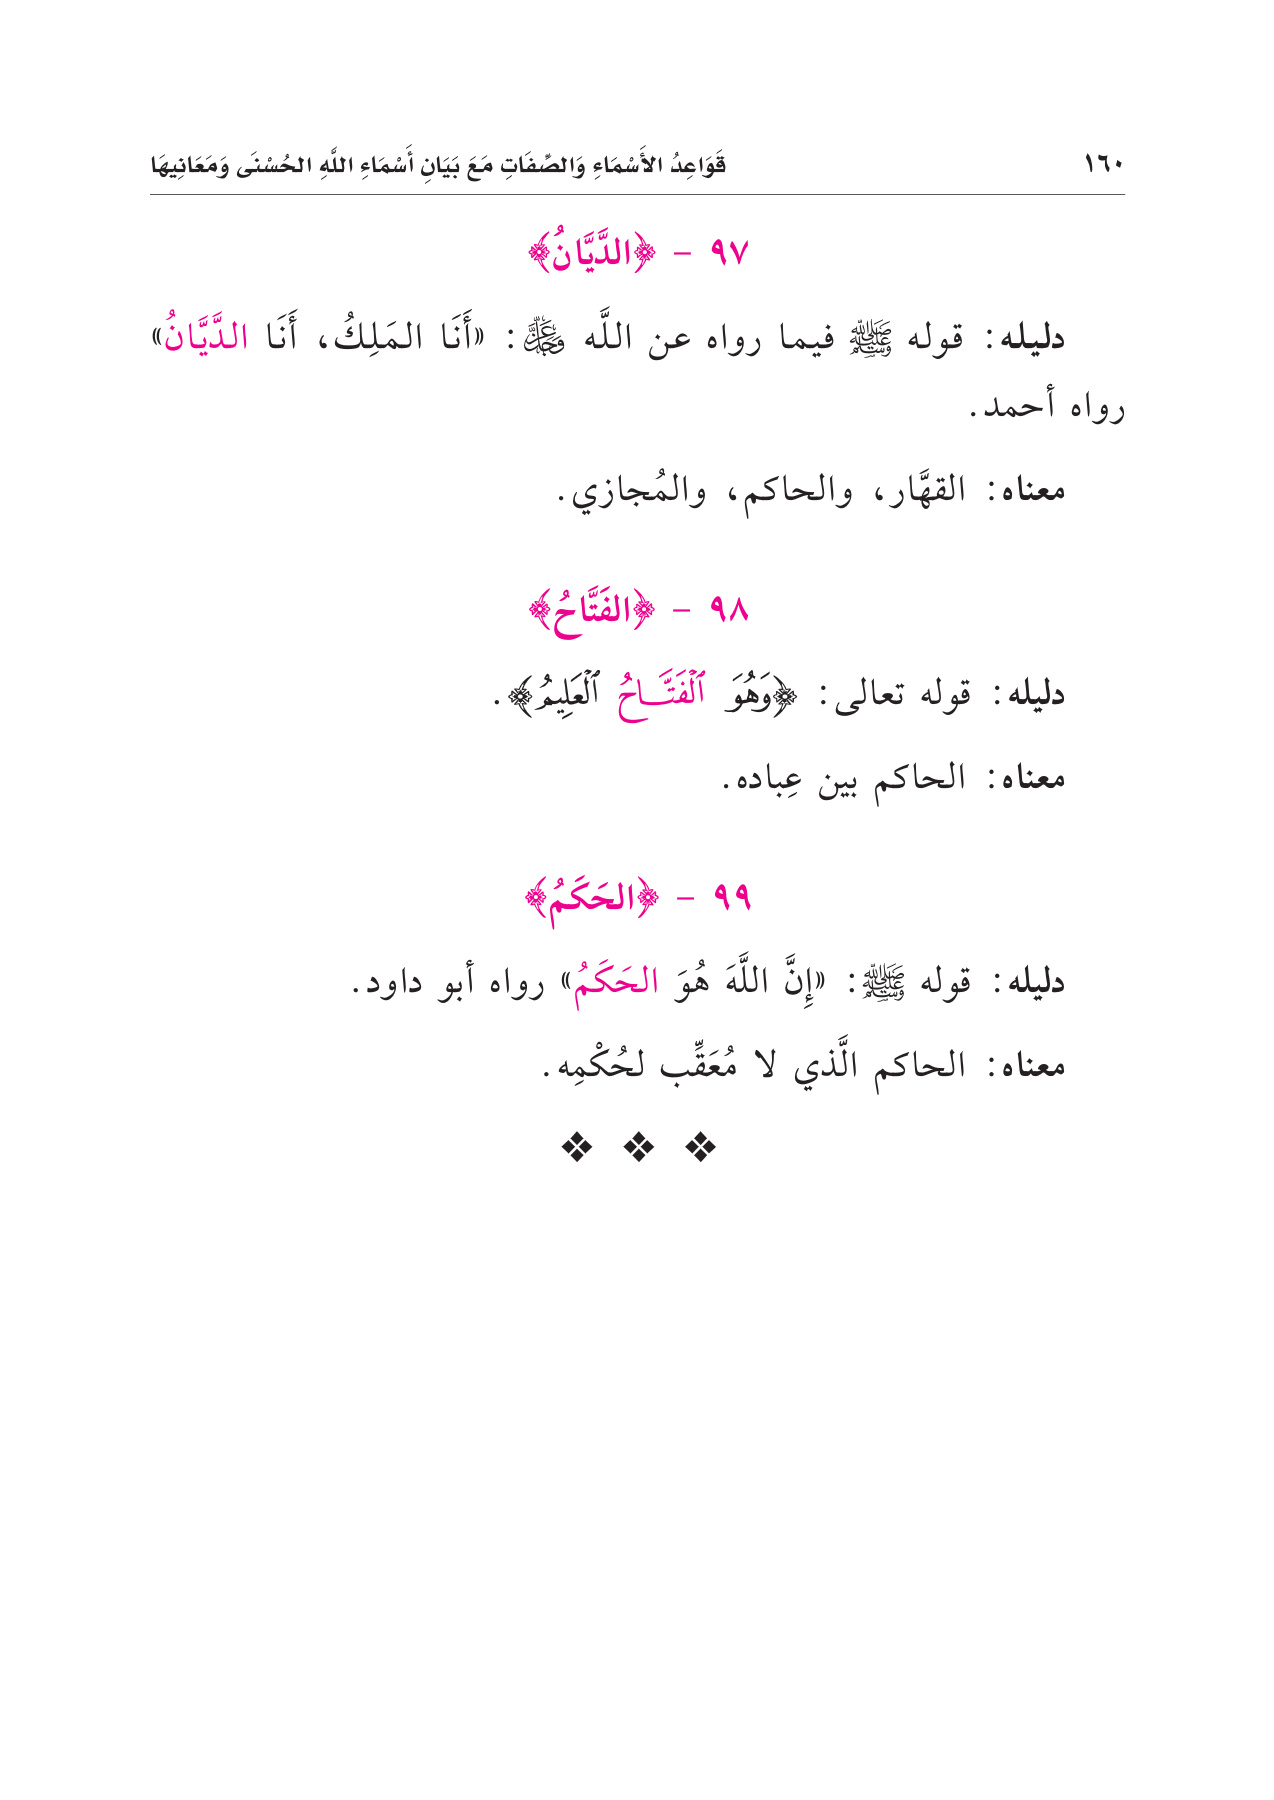 ١٦٠ قَوَاعِدُ الأَسْمَاءِ وَالصِّفَاتِ مَعَ بَيَانِ أَسْمَاءِ اللَّهِ الحُسْنَى وَمَعَانِيهَا
٩٧ - ﴿الدَّيَّانُ﴾
دليله: قوله ﷺ فيما رواه عن اللَّه عَزَّوَجَلَّ: «أَنَا المَلِكُ، أَنَا الدَّيَّانُ»
رواه أحمد.
معناه: القهَّار، والحاكم، والمُجازي.
٩٨ - ﴿الفَتَّاحُ﴾
دليله: قوله تعالى: ﴿وَهُوَ ٱلْفَتَّاحُ ٱلْعَلِيمُ﴾.
معناه: الحاكم بين عِباده.
٩٩ - ﴿الحَكَمُ﴾
دليله: قوله ﷺ: «إِنَّ اللَّهَ هُوَ الحَكَمُ» رواه أبو داود.
معناه: الحاكم الَّذي لا مُعَقِّب لحُكْمِه.